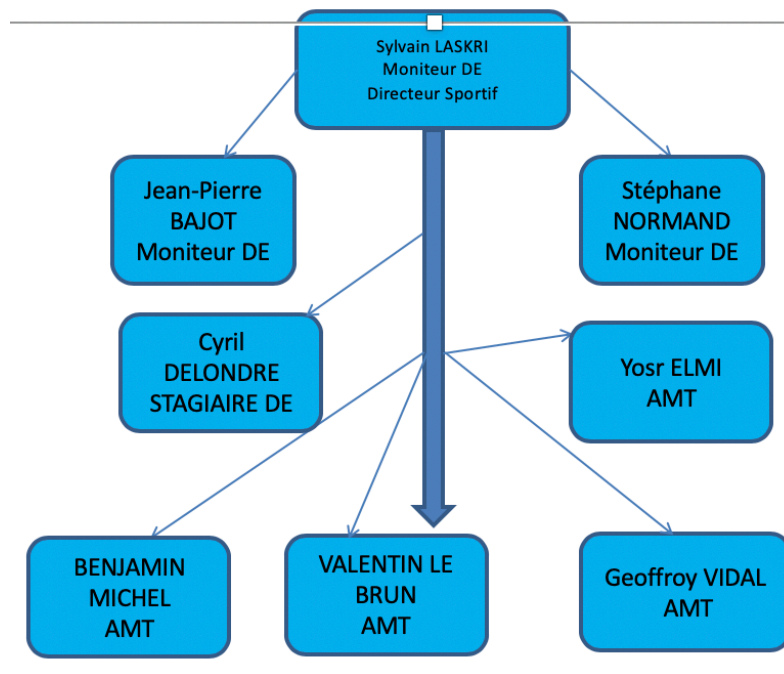 Sylvain LASKRI
Moniteur DE
Directeur Sportif
Jean-Pierre
BAJOT
Moniteur DE
Stéphane
NORMAND
Moniteur DE
Cyril
DELONDRE
STAGIAIRE DE
Yosr ELMI
AMT
BENJAMIN
MICHEL
AMT
VALENTIN LE
BRUN
AMT
Geoffroy VIDAL
AMT